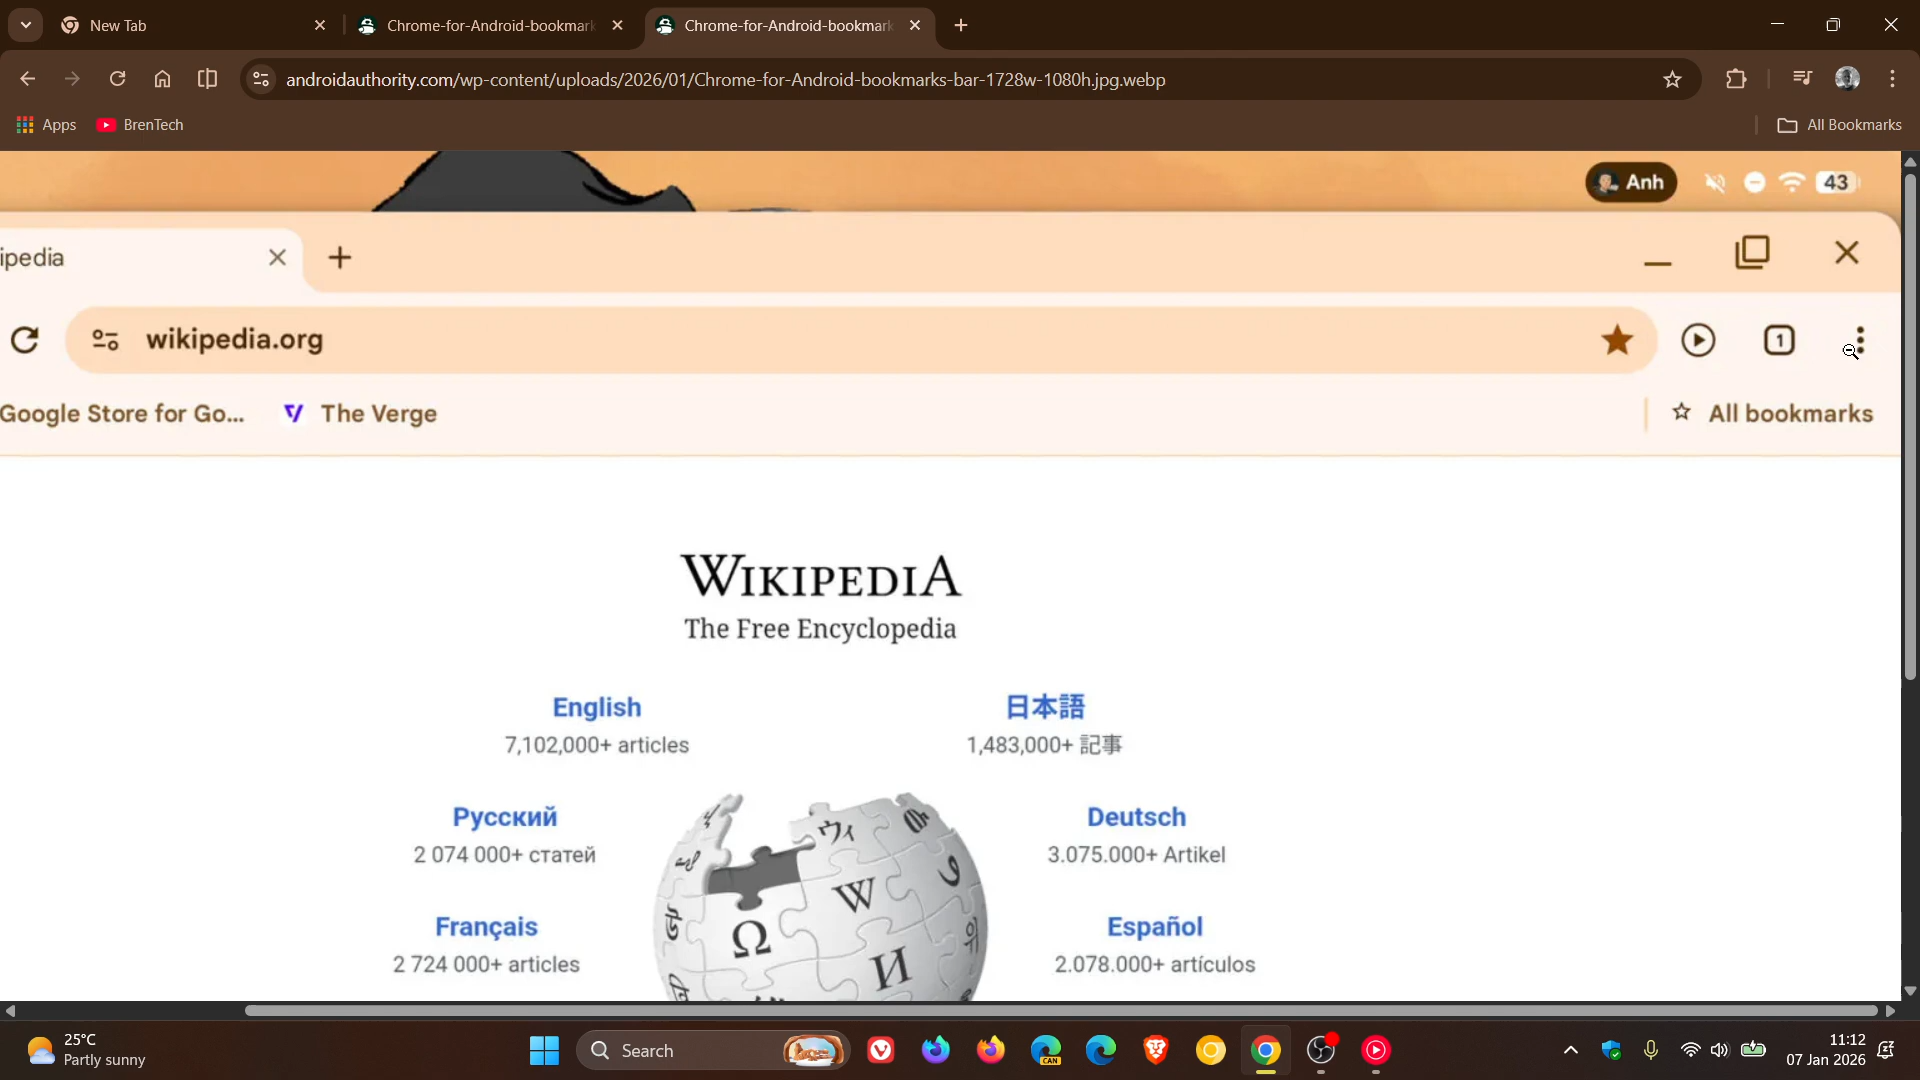 New Tab
Chrome-for-Android-bookmark
Chrome-for-Android-bookmark
androidauthority.com/wp-content/uploads/2026/01/Chrome-for-Android-bookmarks-bar-1728w-1080h.jpg.webp
Apps
BrenTech
All Bookmarks
Anh
43
ipedia
wikipedia.org
1
Google Store for Go...
The Verge
All bookmarks
WIKIPEDIA
The Free Encyclopedia
English
7,102,000+ articles
日本語
1,483,000+ 記事
Русский
2 074 000+ статей
Deutsch
3.075.000+ Artikel
Français
2 724 000+ articles
Español
2.078.000+ artículos
Ω
W
И
ウィ
25°C
Partly sunny
Search
CAN
11:12
07 Jan 2026